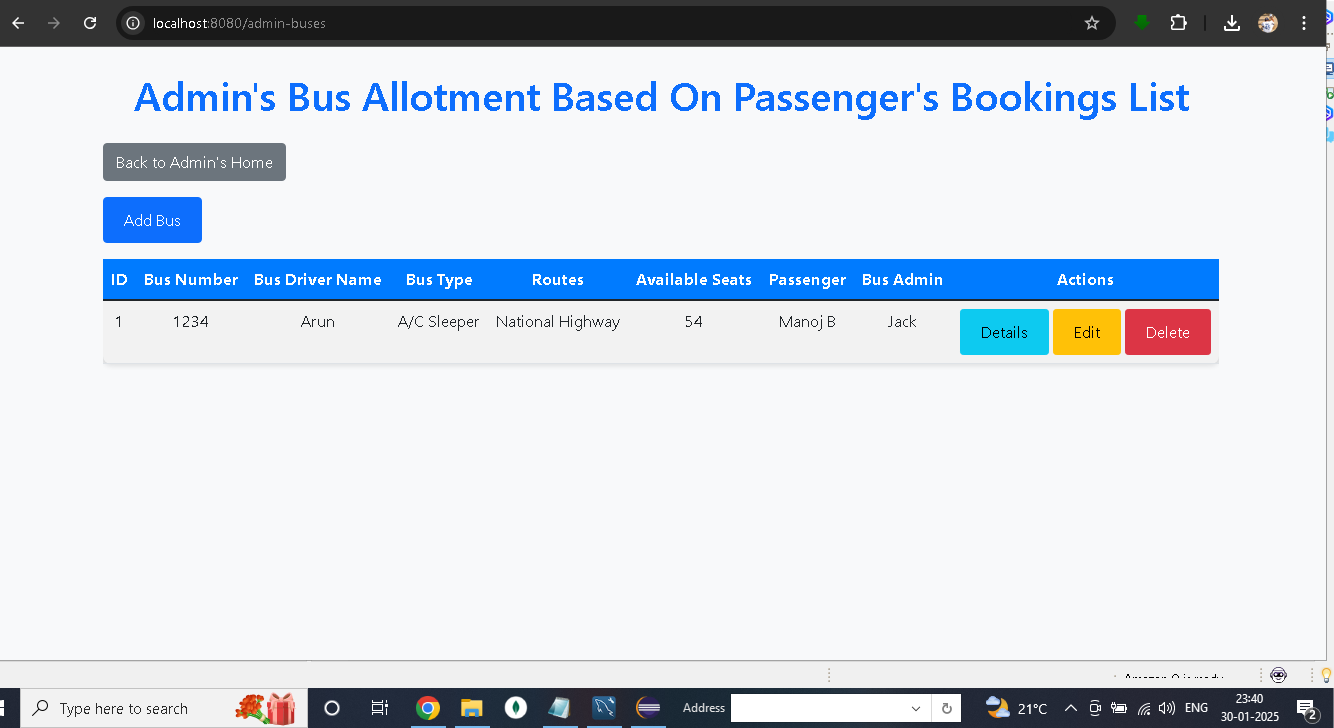 localhost:8080/admin-buses
Admin's Bus Allotment Based On Passenger's Bookings List
Back to Admin's Home
Add Bus
ID Bus Number Bus Driver Name Bus Type Routes Available Seats Passenger Bus Admin Actions
1 1234 Arun A/C Sleeper National Highway 54 Manoj B Jack Details Edit Delete
Type here to search
Address
21°C
ENG
23:40
30-01-2025
2